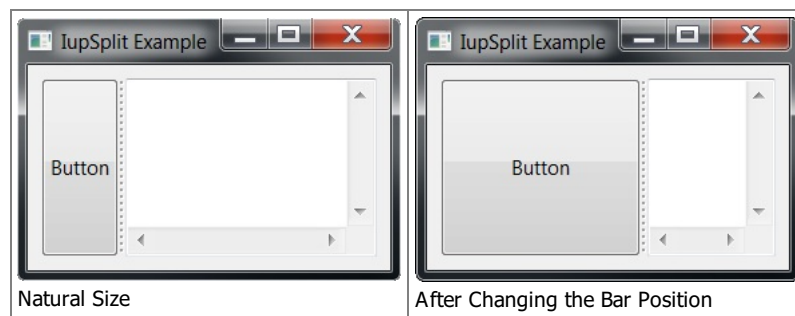 IupSplit Example
Button
Natural Size
IupSplit Example
Button
After Changing the Bar Position